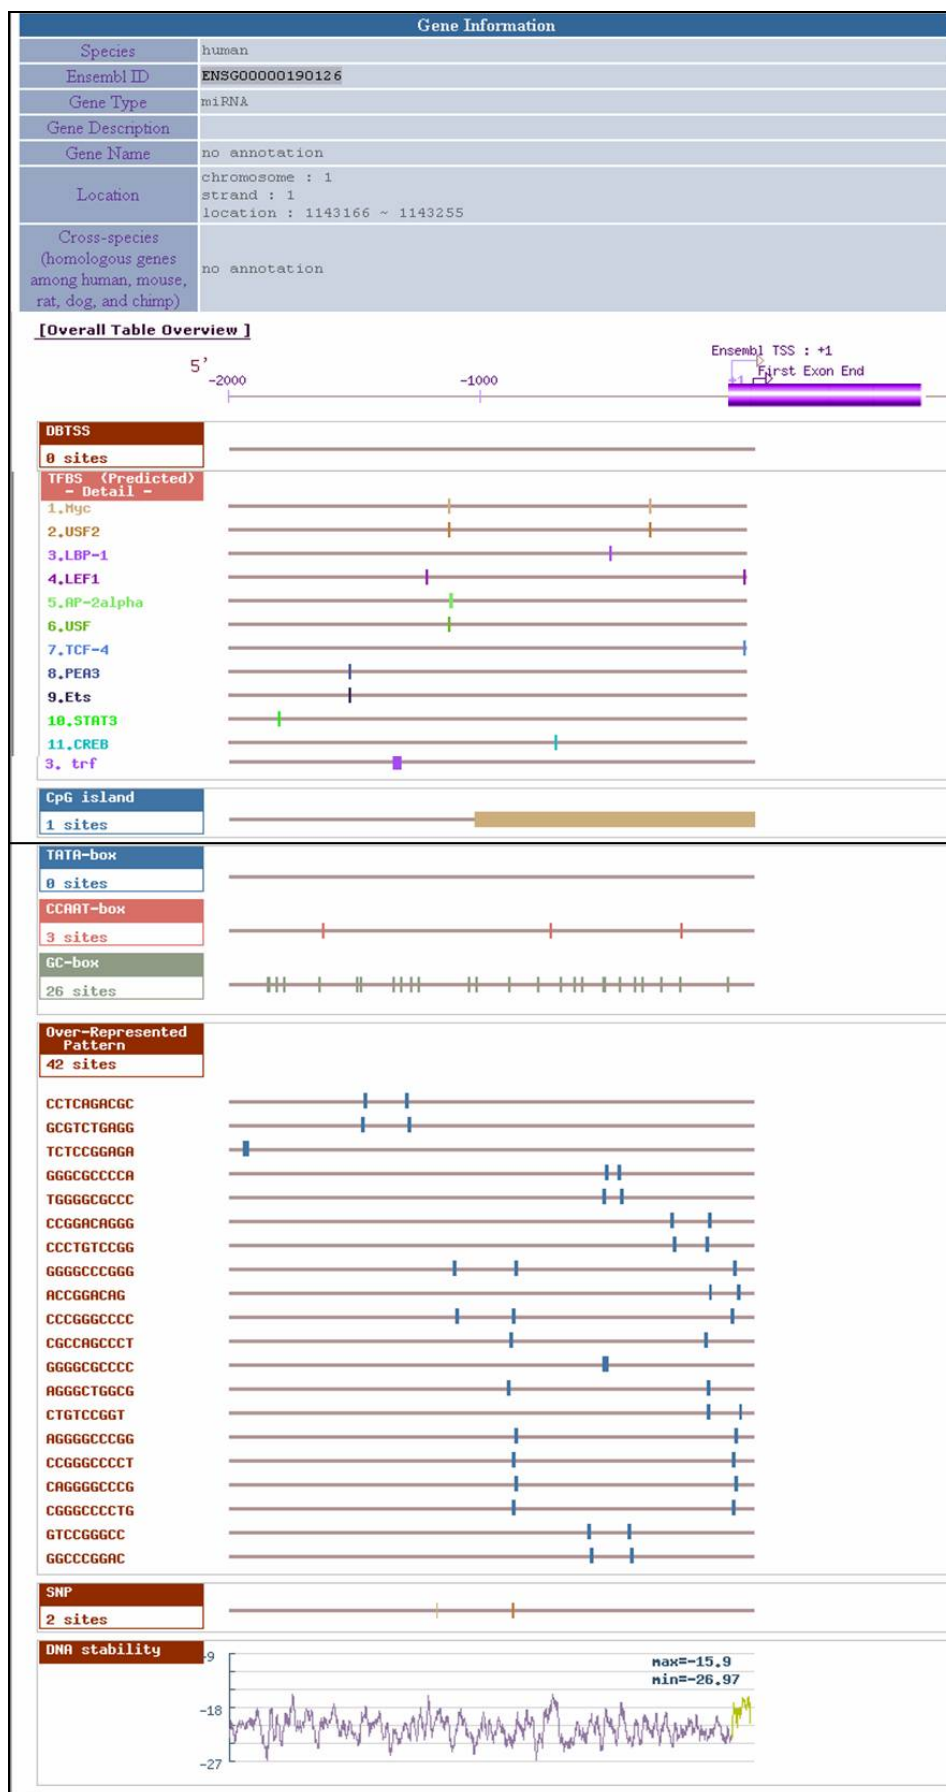 Gene Information
Species human
Ensembl ID ENSG00000190126
Gene Type miRNA
Gene Description
Gene Name no annotation
Location
chromosome : 1
strand : 1
location : 1143166 ~ 1143255
Cross-species
(homologous genes
among human, mouse,
rat, dog, and chimp)
no annotation
[Overall Table Overview ]
Ensembl TSS : +1
5' +1 First Exon End
-2000 -1000
DBTSS
0 sites
TFBS (Predicted)
- Detail -
1.Myc
2.USF2
3.LBP-1
4.LEF1
5.AP-2alpha
6.USF
7.TCF-4
8.PEA3
9.Ets
10.STAT3
11.CREB
3. trf
CpG island
1 sites
TATA-box
0 sites
CCAAT-box
3 sites
GC-box
26 sites
Over-Represented
Pattern
42 sites
CCTCAGACGC
GCGTCTGAGG
TCTCCGGAGA
GGGCGCCCCA
TGGGGCGCCC
CCGGACAGGG
CCCTGTCCGG
GGGGCCCGGG
ACCGGACAG
CCCGGGCCCC
CGCCAGCCCT
GGGGCGCCCC
AGGGCTGGCG
CTGTCCGGT
AGGGGCCCGG
CCGGGCCCCT
CAGGGGCCCG
CGGGCCCCTG
GTCCGGGCC
GGCCCGGAC
SNP
2 sites
DNA stability
-9
max=-15.9
min=-26.97
-18
-27